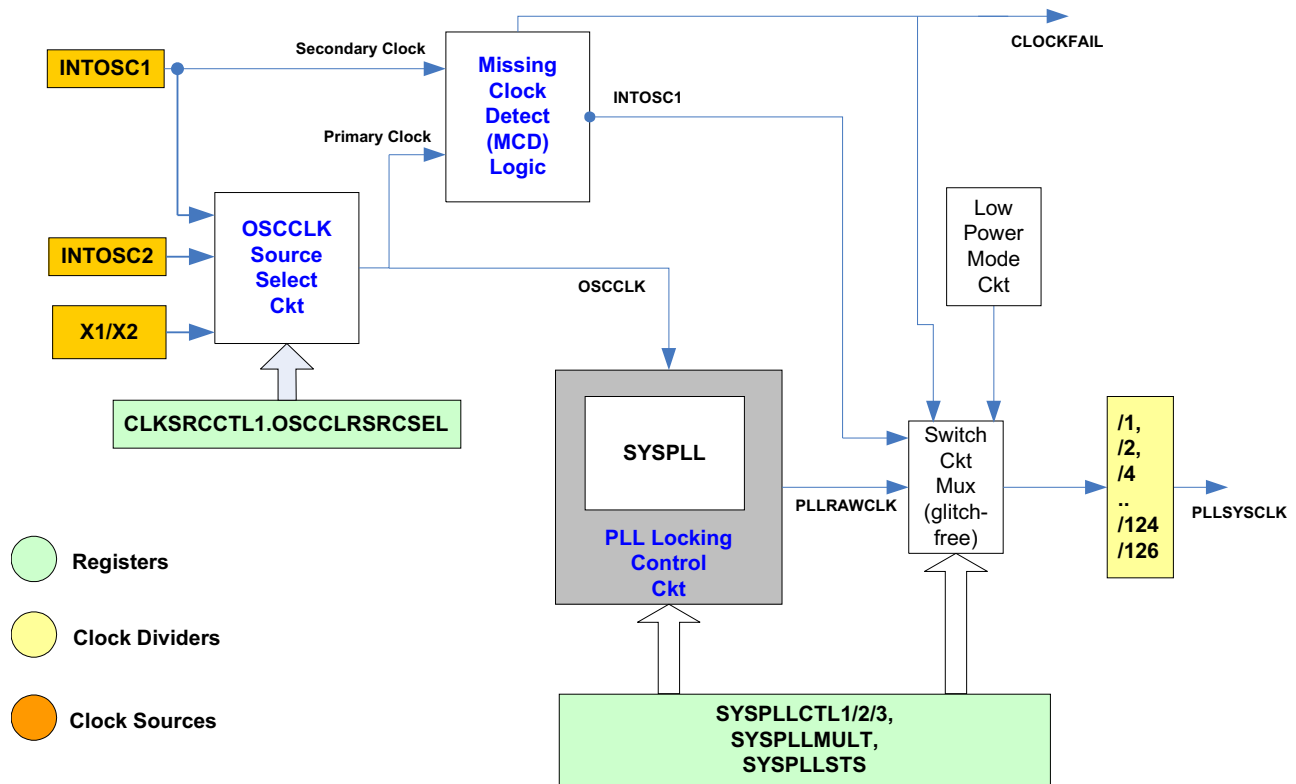 CLOCKFAIL
Secondary Clock
INTOSC1
Missing
Clock
Detect
(MCD)
Logic
INTOSC1
Primary Clock
OSCCLK
Source
Select
Ckt
INTOSC2
X1/X2
OSCCLK
Low
Power
Mode
Ckt
CLKSRCCTL1.OSCCLRSRCSEL
SYSPLL
PLL Locking
Control
Ckt
PLLRAWCLK
Switch
Ckt
Mux
(glitch-
free)
/1,
/2,
/4
..
/124
/126
PLLSYSCLK
Registers
Clock Dividers
Clock Sources
SYSPLLCTL1/2/3,
SYSPLLMULT,
SYSPLLSTS